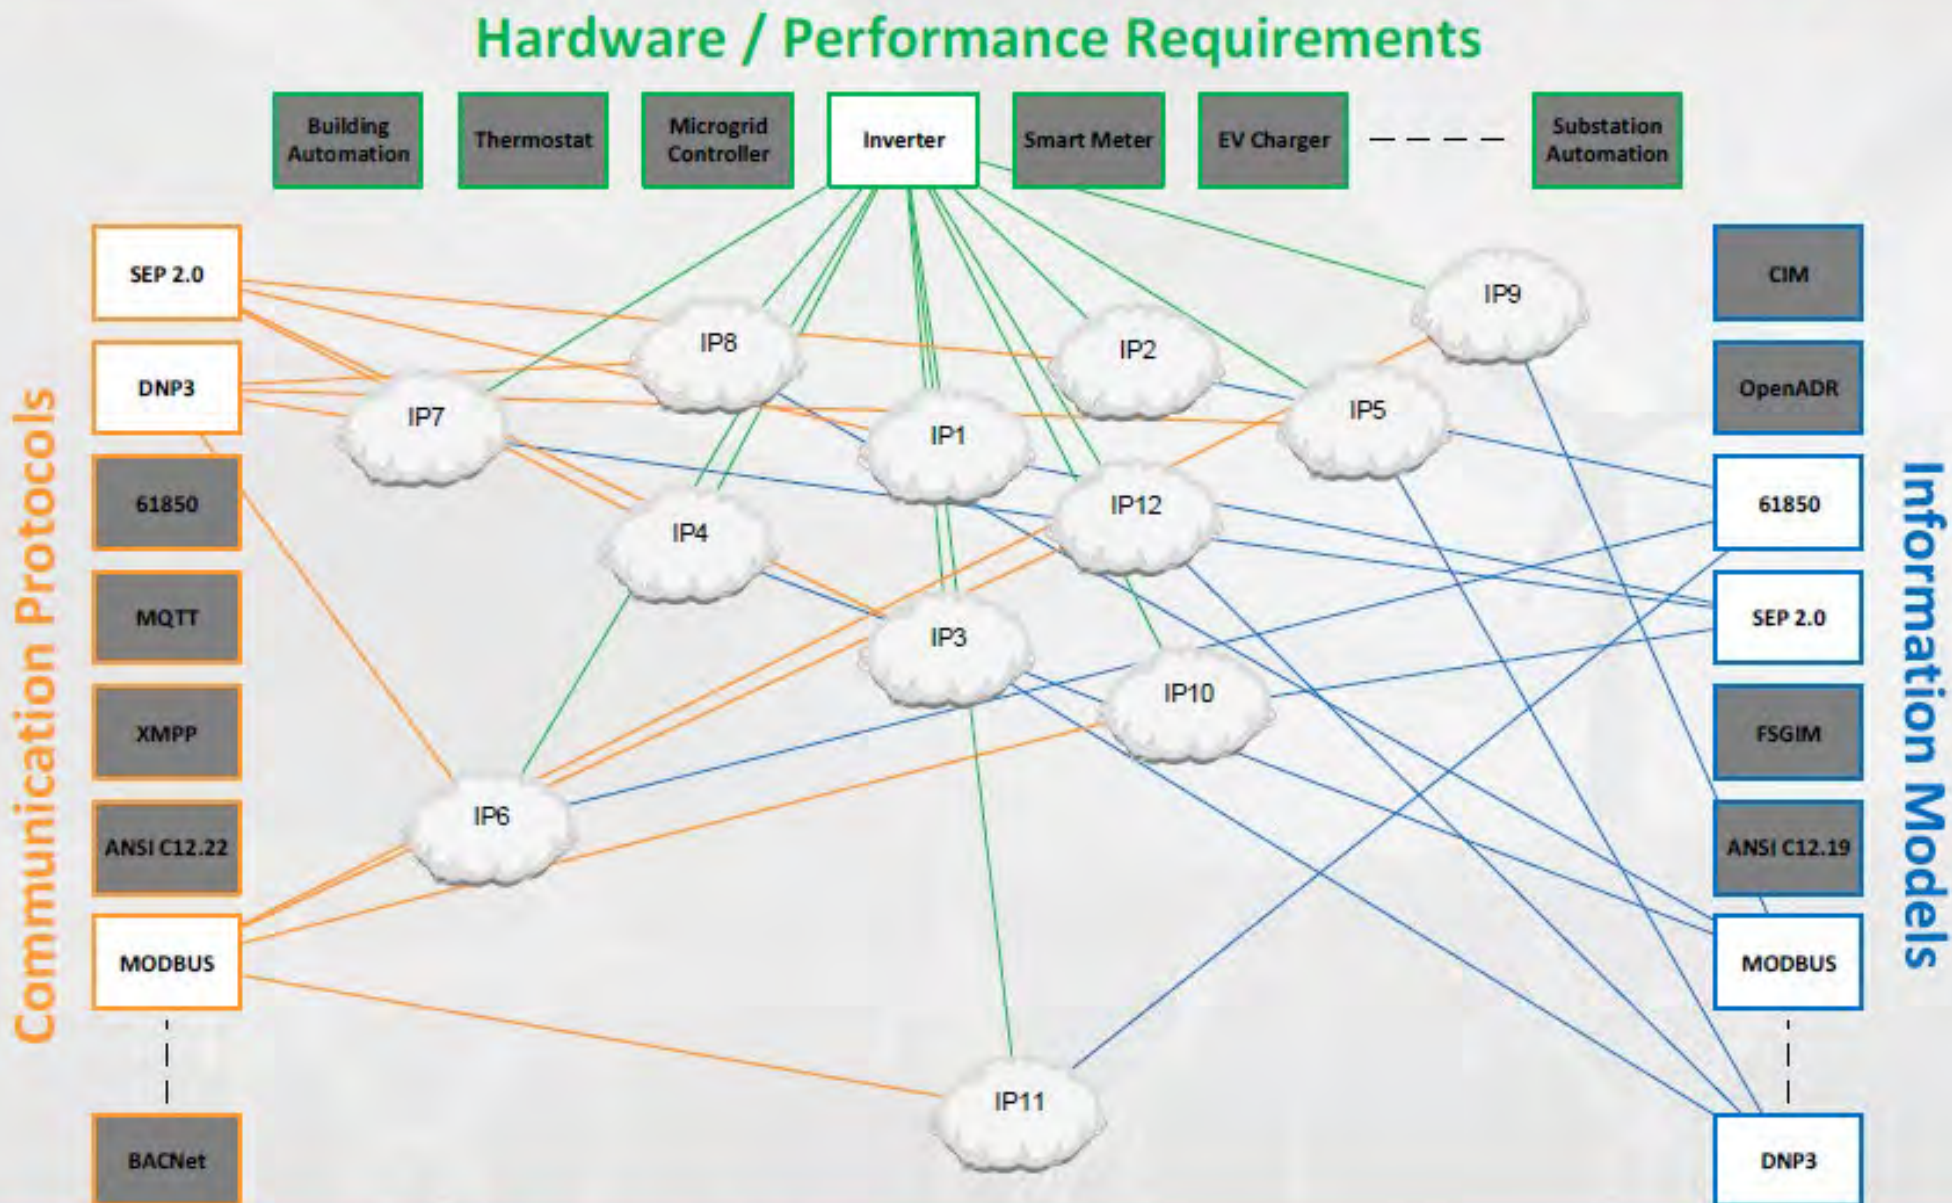 Hardware / Performance Requirements
Building
Automation
Thermostat
Microgrid
Controller
Inverter
Smart Meter
EV Charger
Substation
Automation
Communication Protocols
SEP 2.0
DNP3
61850
MQTT
XMPP
ANSI C12.22
MODBUS
BACNet
IP9
IP8
IP2
IP7
IP5
IP1
IP12
IP4
IP3
IP10
IP6
IP11
CIM
OpenADR
61850
SEP 2.0
FSGIM
ANSI C12.19
MODBUS
DNP3
Information Models